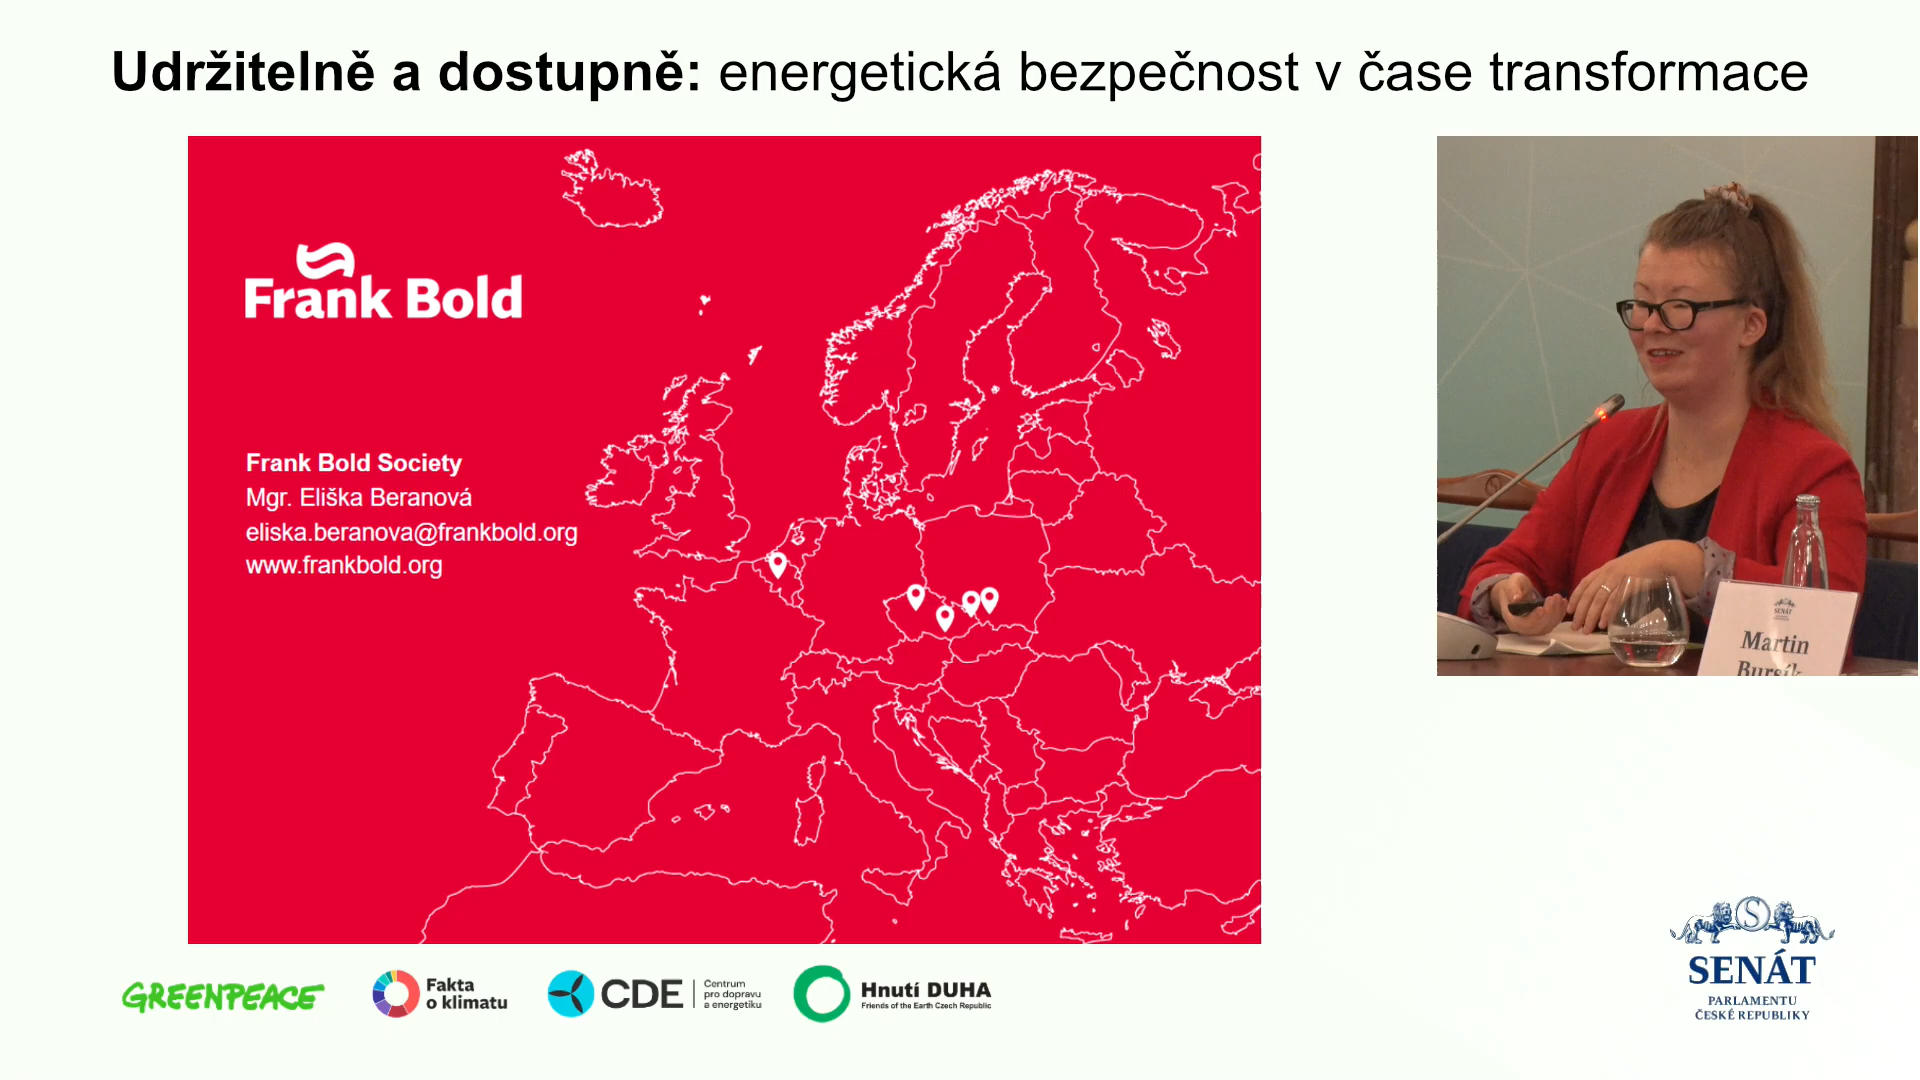 Udržitelně a dostupně: energetická bezpečnost v čase transformace
Frank Bold
Frank Bold Society
Mgr. Eliška Beranová
eliska.beranova@frankbold.org
www.frankbold.org
SENÁT
Martin
Bursík
GREENPEACE
Fakta
o klimatu
CDE
Centrum
pro dopravu
a energetiku
Hnutí DUHA
Friends of the Earth Czech Republic
S
SENÁT
PARLAMENTU
ČESKÉ REPUBLIKY